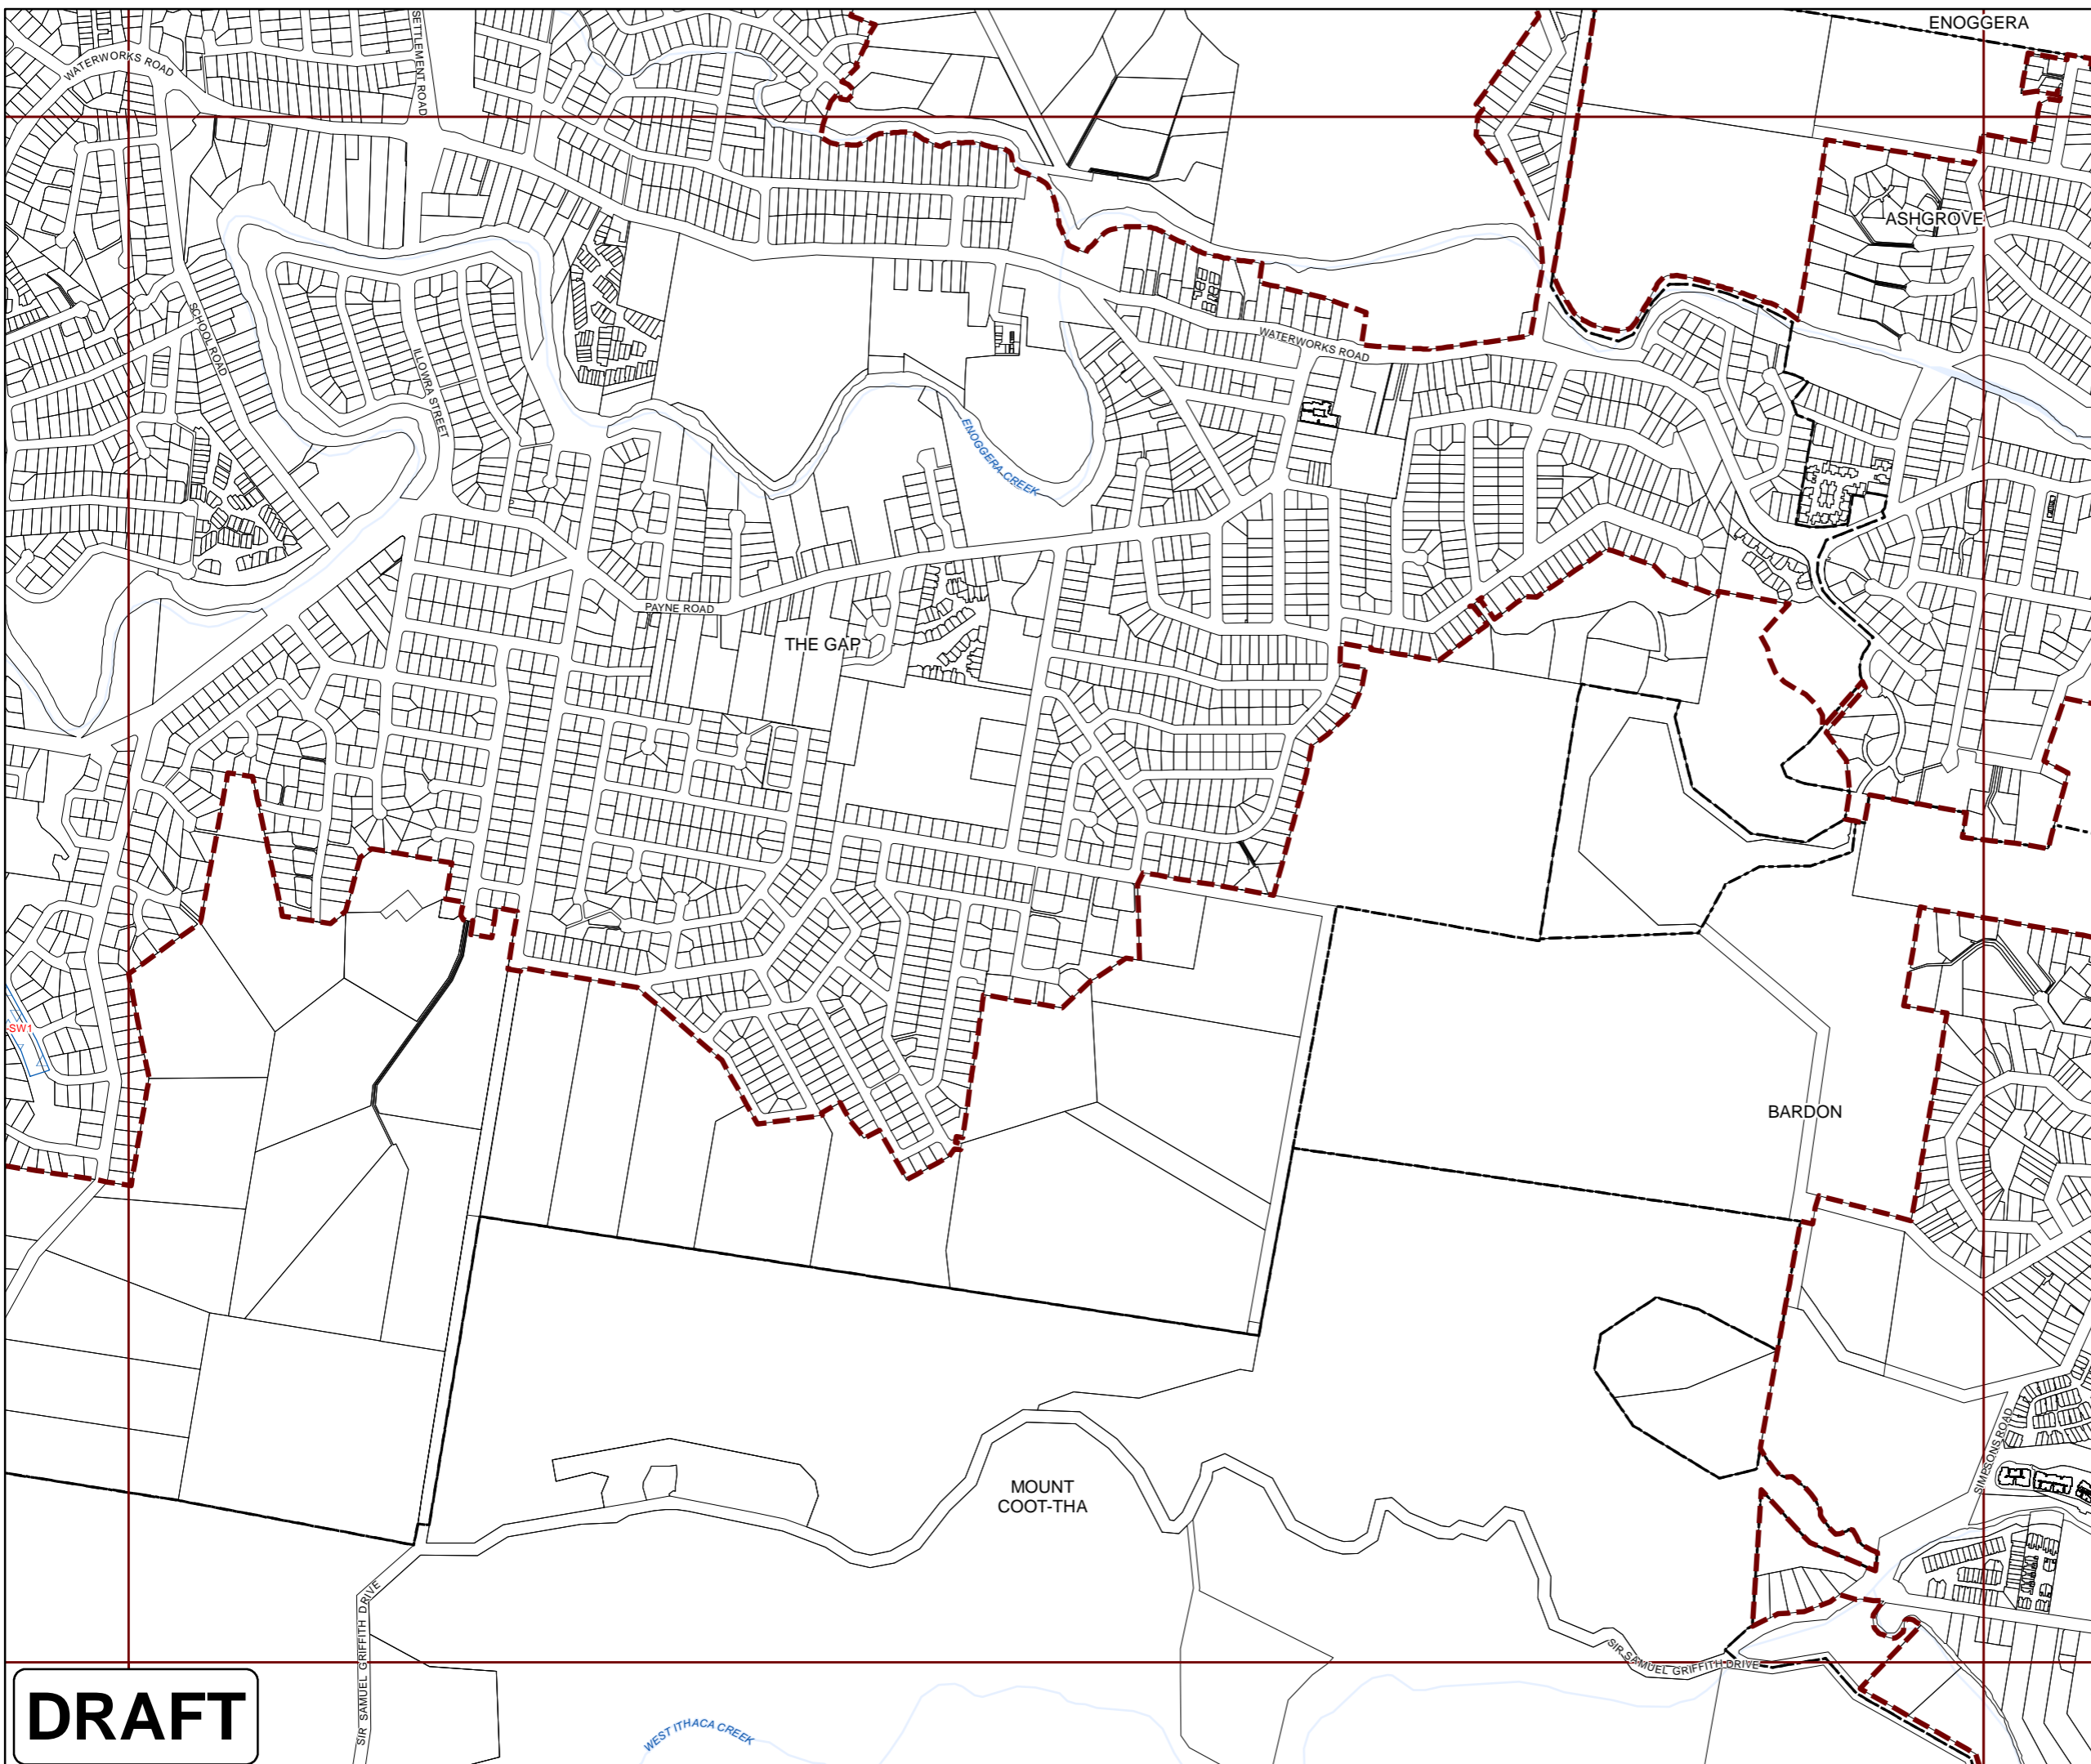 ENOGGERA
SETTLEMENT ROAD
WATERWORKS ROAD
ASHGROVE
SCHOOL ROAD
WATERWORKS ROAD
ILLOWRA STREET
ENOGGERA CREEK
PAYNE ROAD
THE GAP
SW1
BARDON
SIMPSONS ROAD
MOUNT
COOT-THA
SIR SAMUEL GRIFFITH DRIVE
SIR SAMUEL GRIFFITH DRIVE
DRAFT
WEST ITHACA CREEK